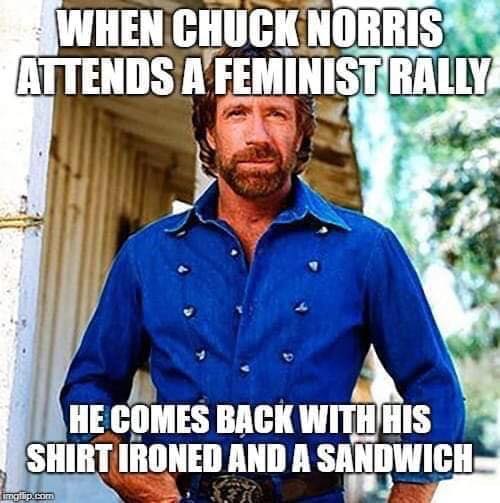 WHEN CHUCK NORRIS
ATTENDS A FEMINIST RALLY
HE COMES BACK WITH HIS
SHIRT IRONED AND A SANDWICH
imgflip.com